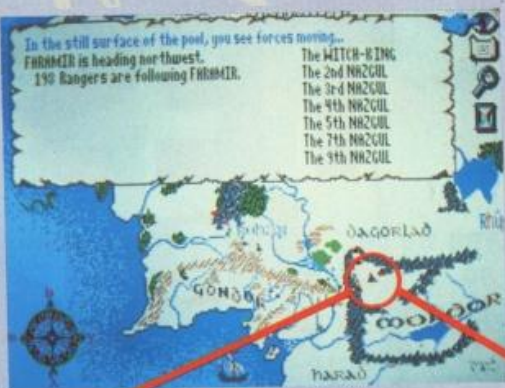 In the still surface of the pool, you see forces moving...
FARAMIR is heading northwest.
190 Rangers are following FARAMIR.
The WITCH-KING
The 2nd NAZGUL
The 3rd NAZGUL
The 4th NAZGUL
The 5th NAZGUL
The 7th NAZGUL
The 9th NAZGUL
DAGORLAD
Rhûn
GONDOR
MORDOR
HARAD